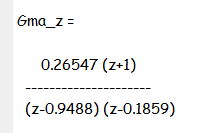 Gma_z =
0.26547 (z+1)
----------------------
(z-0.9488) (z-0.1859)